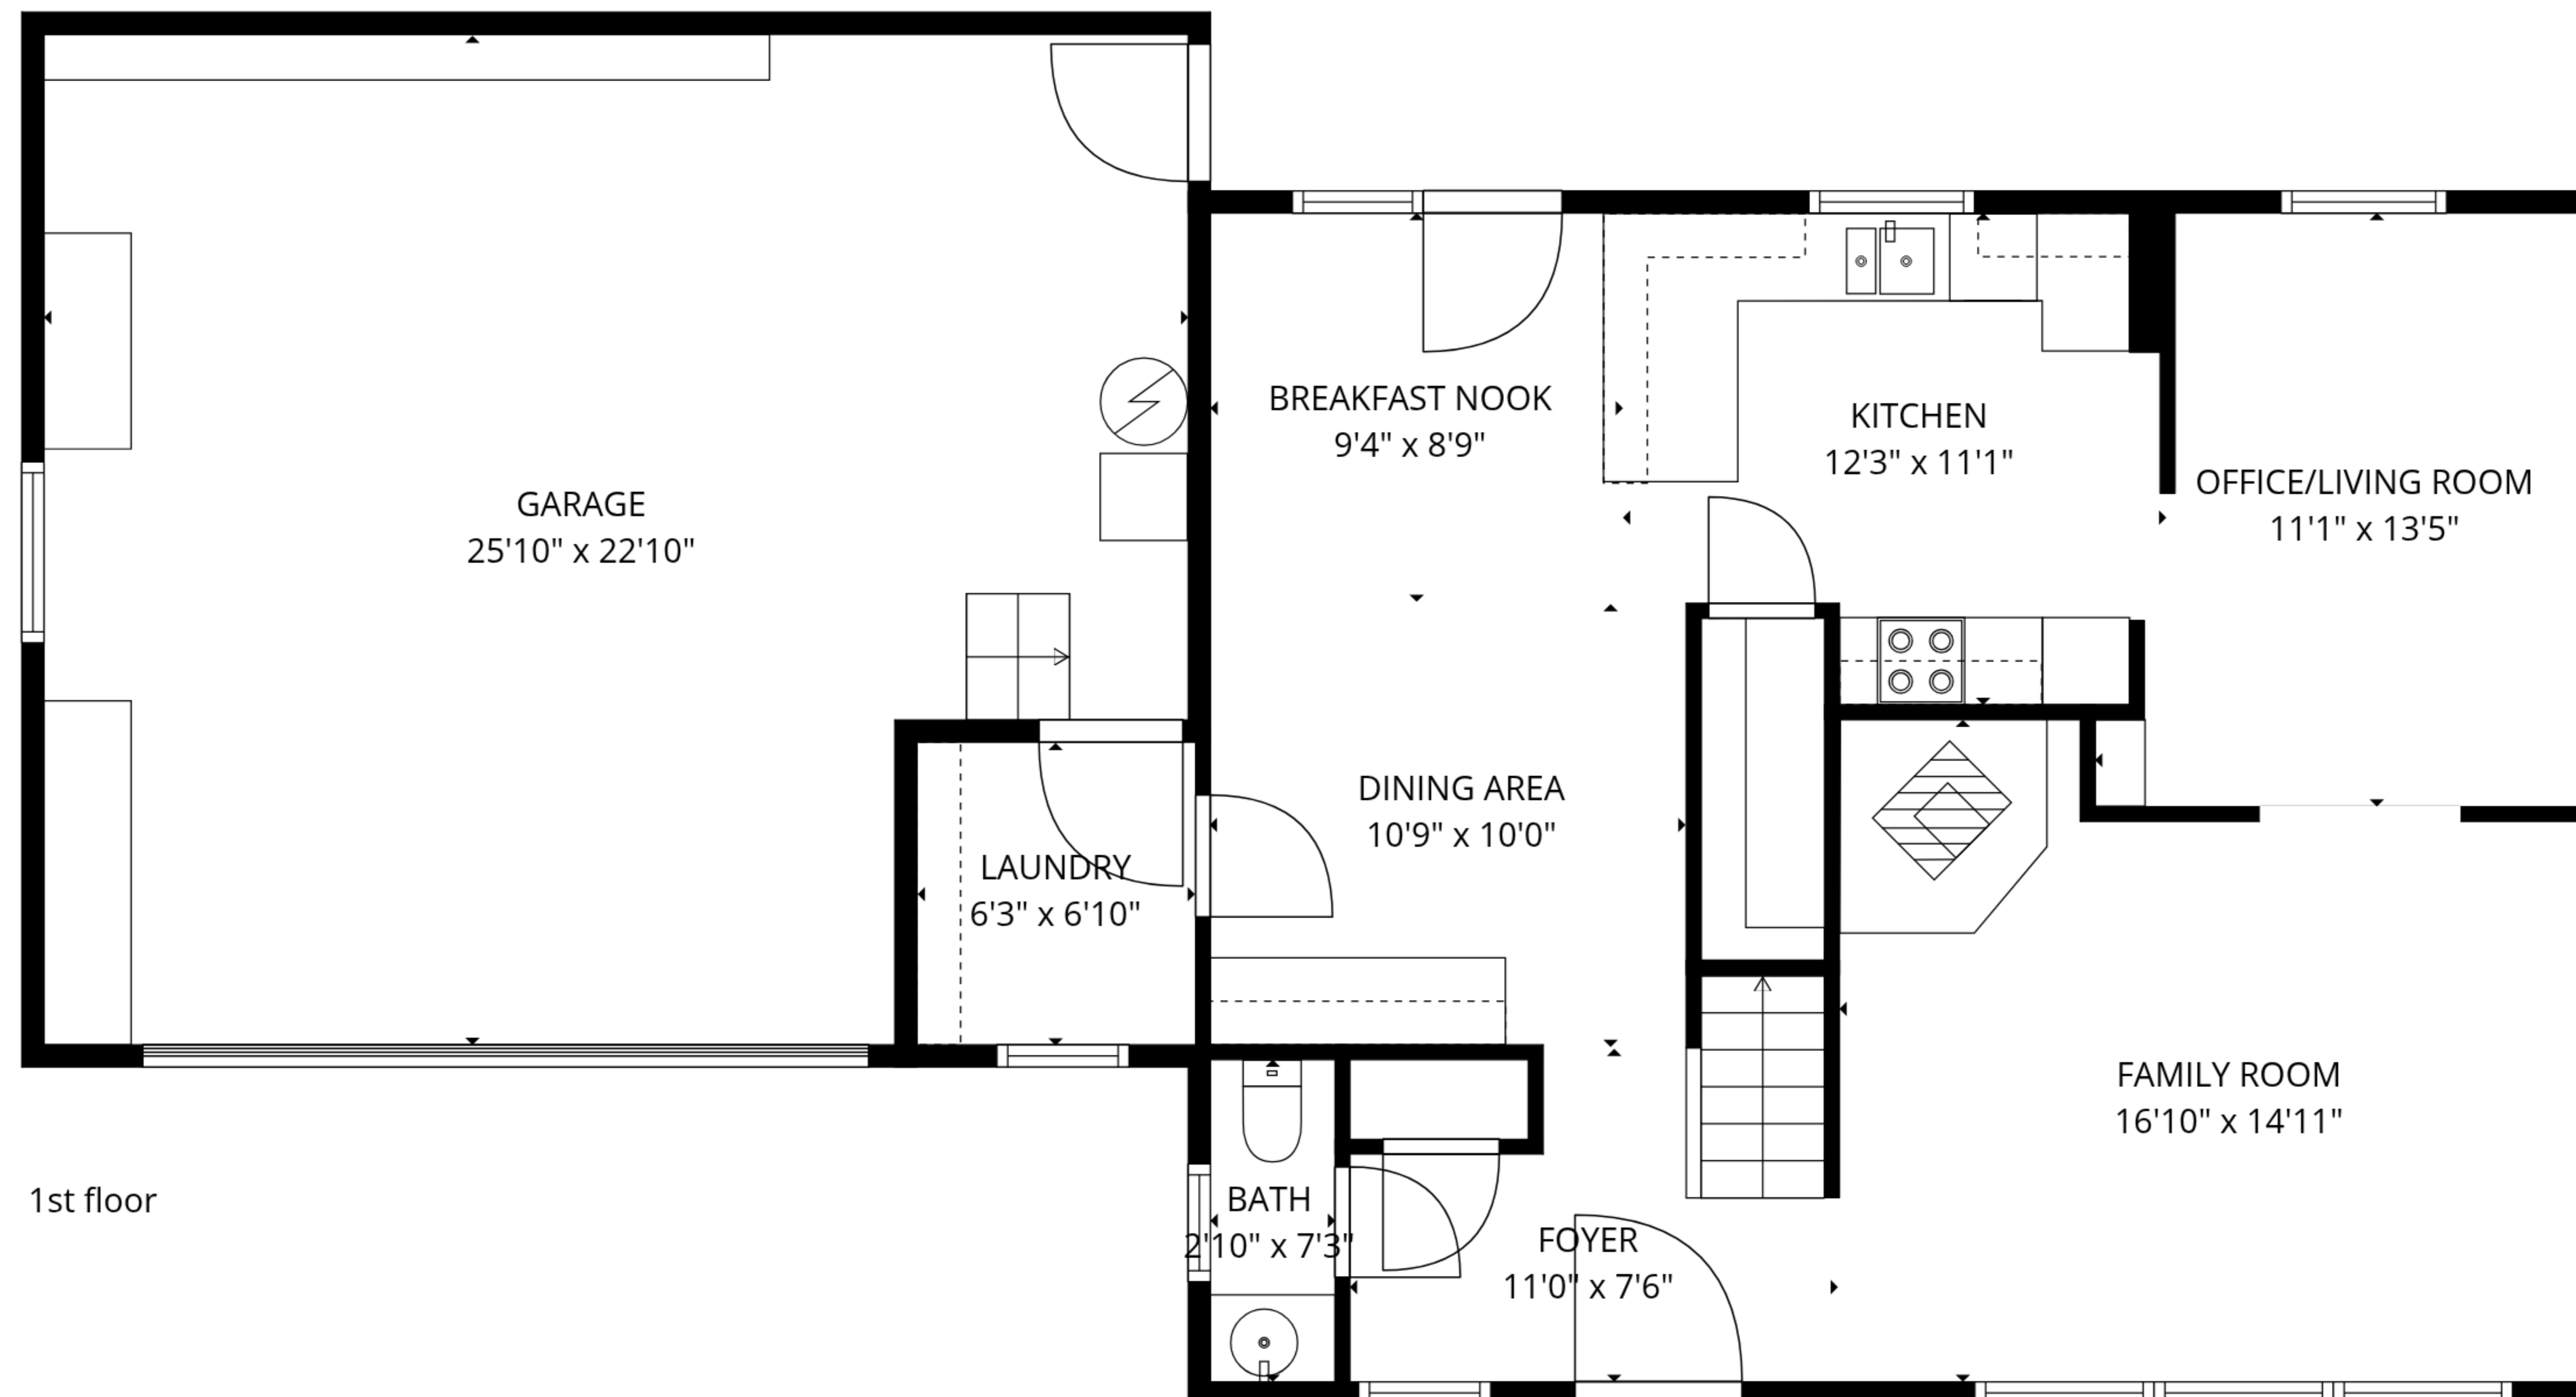 GARAGE
25'10" x 22'10"
BREAKFAST NOOK
9'4" x 8'9"
KITCHEN
12'3" x 11'1"
OFFICE/LIVING ROOM
11'1" x 13'5"
DINING AREA
10'9" x 10'0"
LAUNDRY
6'3" x 6'10"
FAMILY ROOM
16'10" x 14'11"
1st floor
BATH
2'10" x 7'3"
FOYER
11'0" x 7'6"